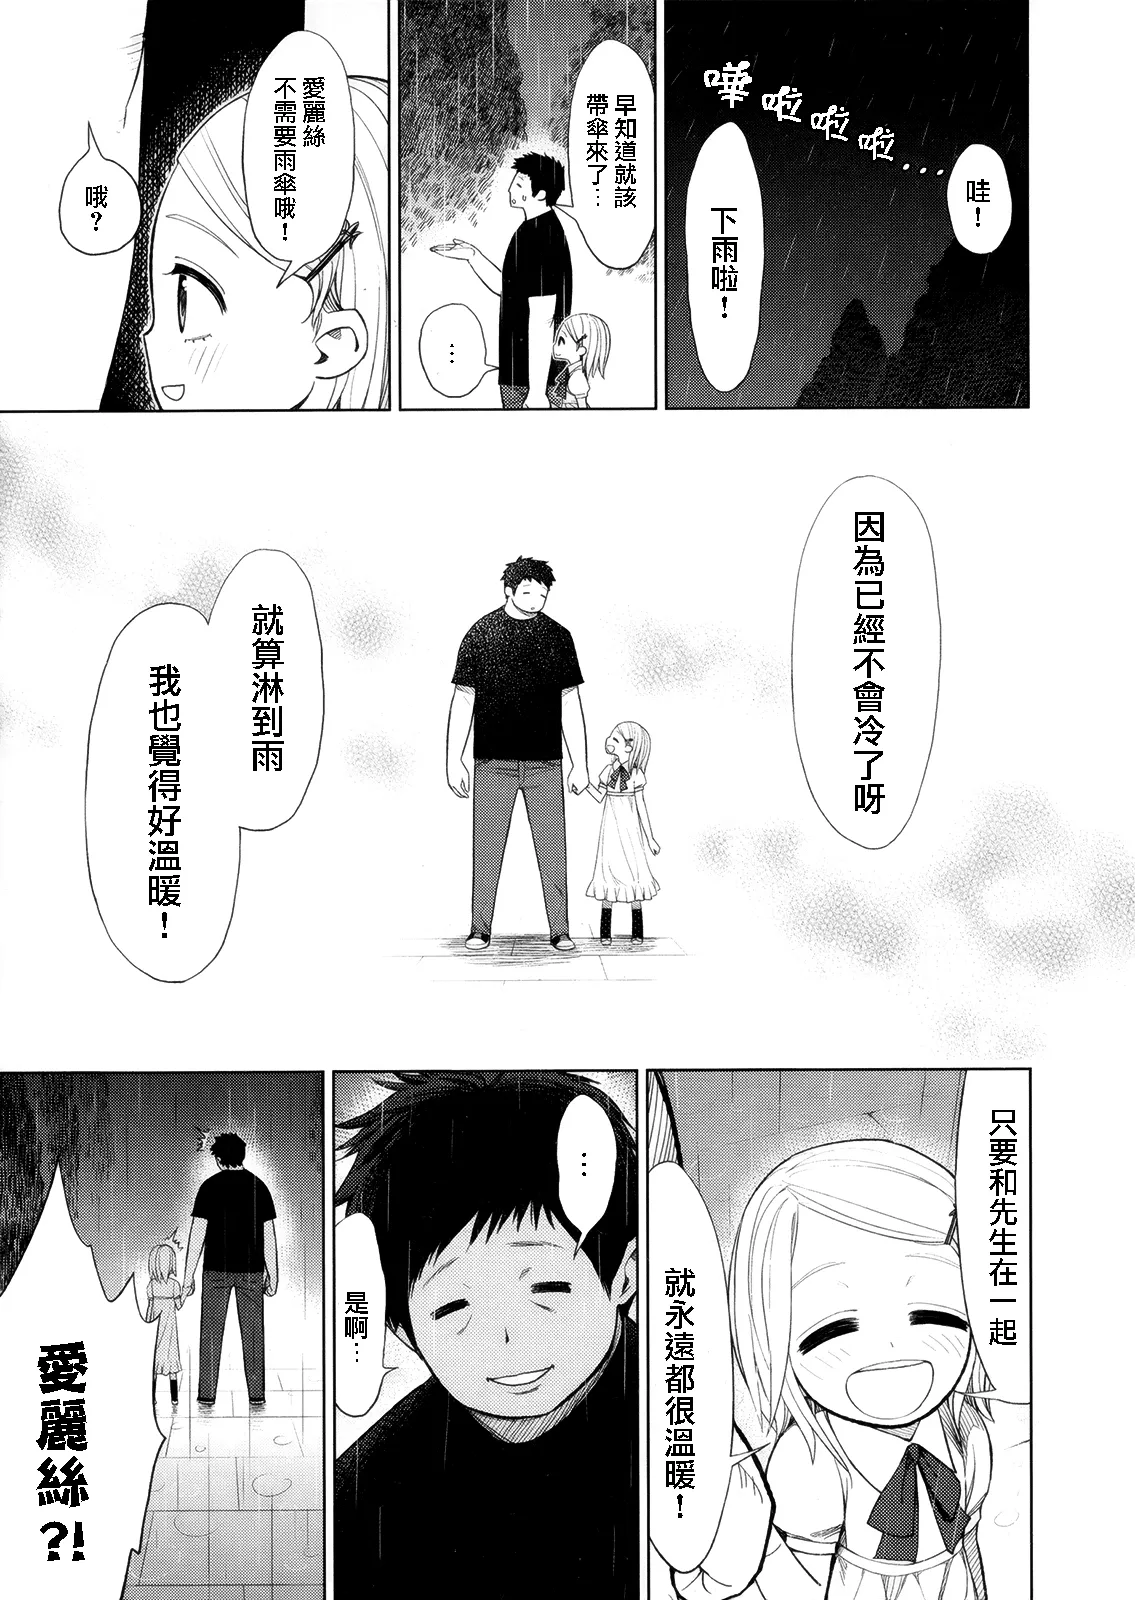 嘩啦啦啦...
哇！
下雨啦！
早知道就該
帶傘來了…
…
愛麗絲
不需要雨傘哦！
哦？
因為已經不會冷了呀
就算淋到雨
我也覺得好溫暖！
只要和先生在一起
就永遠都很溫暖！
…
是啊…
愛麗絲?!